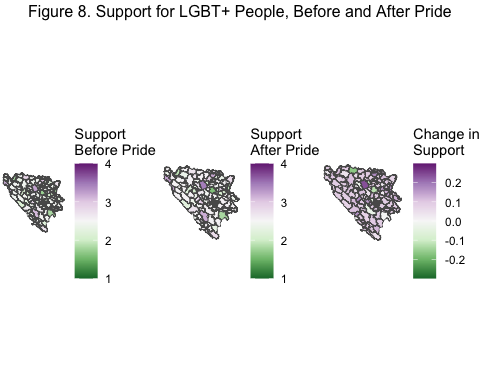 Figure 8. Support for LGBT+ People, Before and After Pride
Support
Before Pride
4
3
2
1
Support
After Pride
4
3
2
1
Change in
Support
0.2
0.1
0.0
-0.1
-0.2